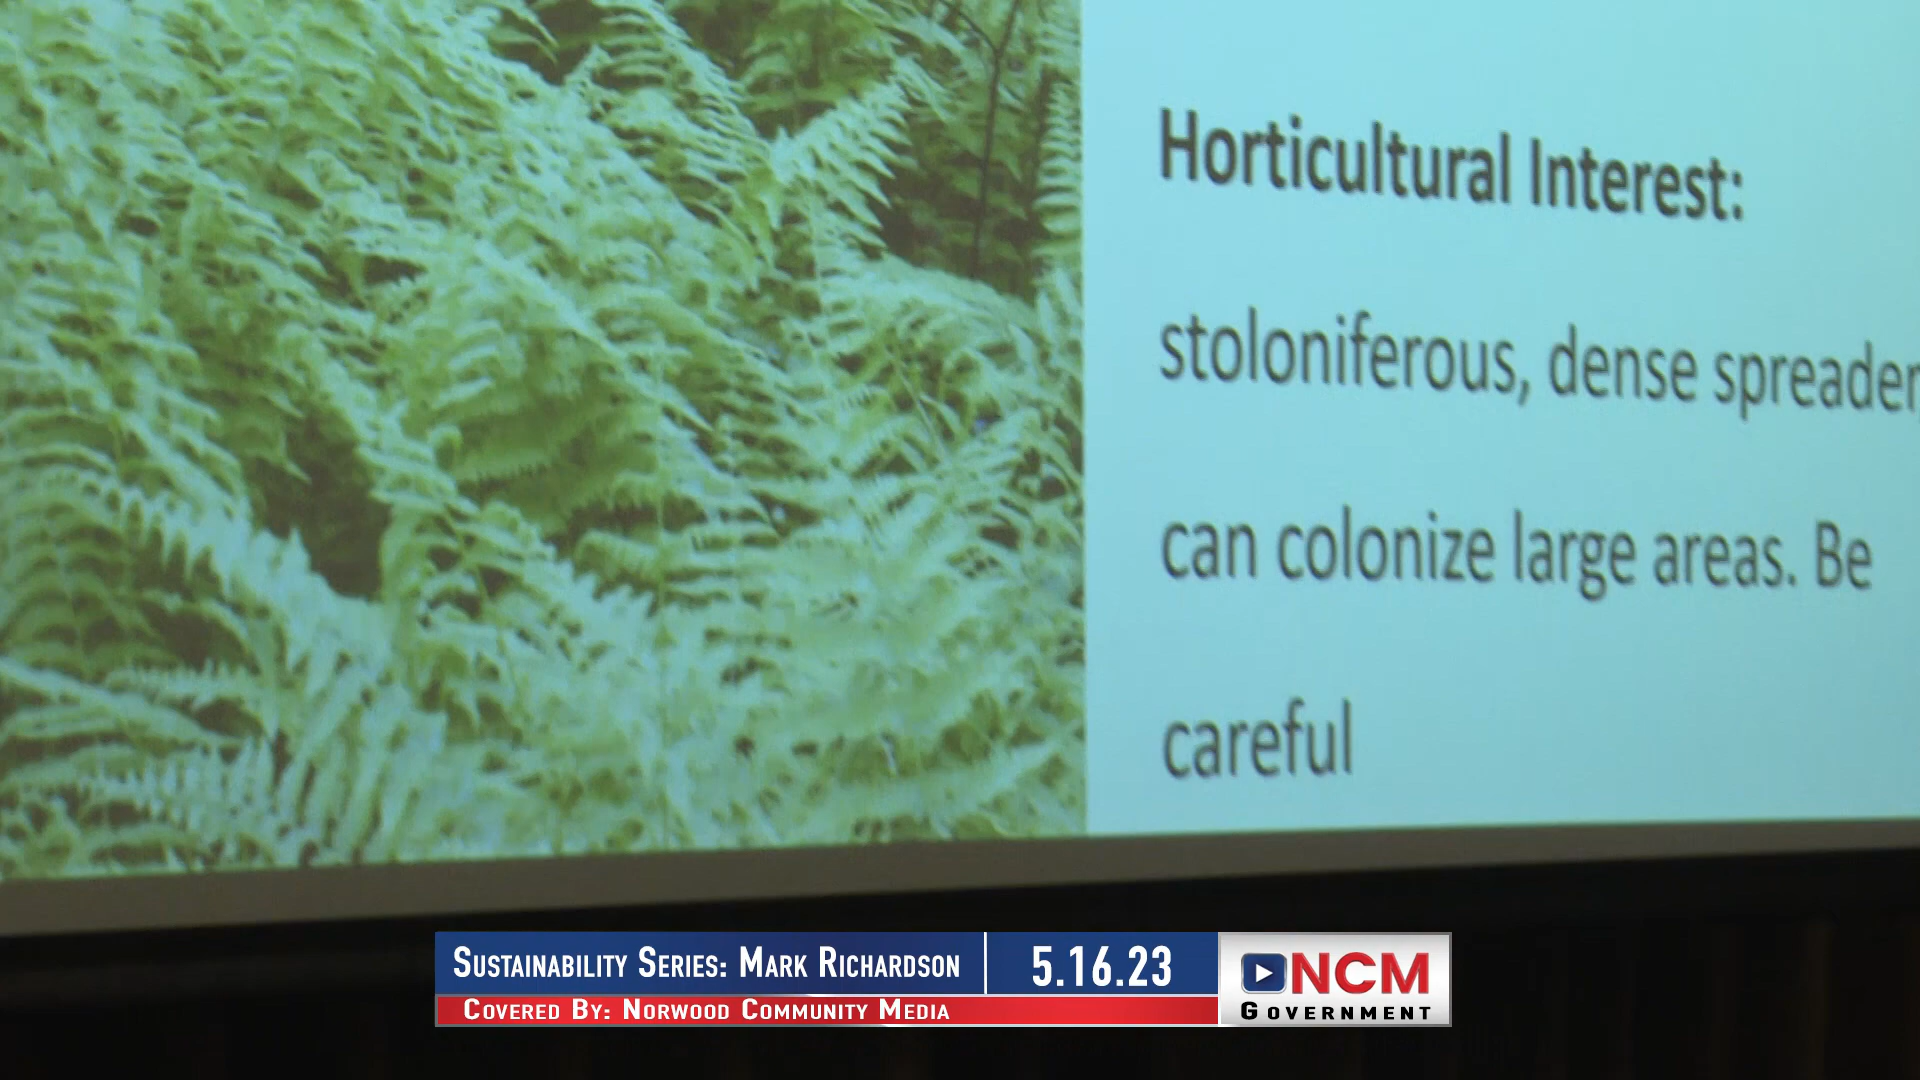 Horticultural Interest:
stoloniferous, dense spreader,
can colonize large areas. Be
careful
Sustainability Series: Mark Richardson
5.16.23
Covered By: Norwood Community Media
NCM
Government